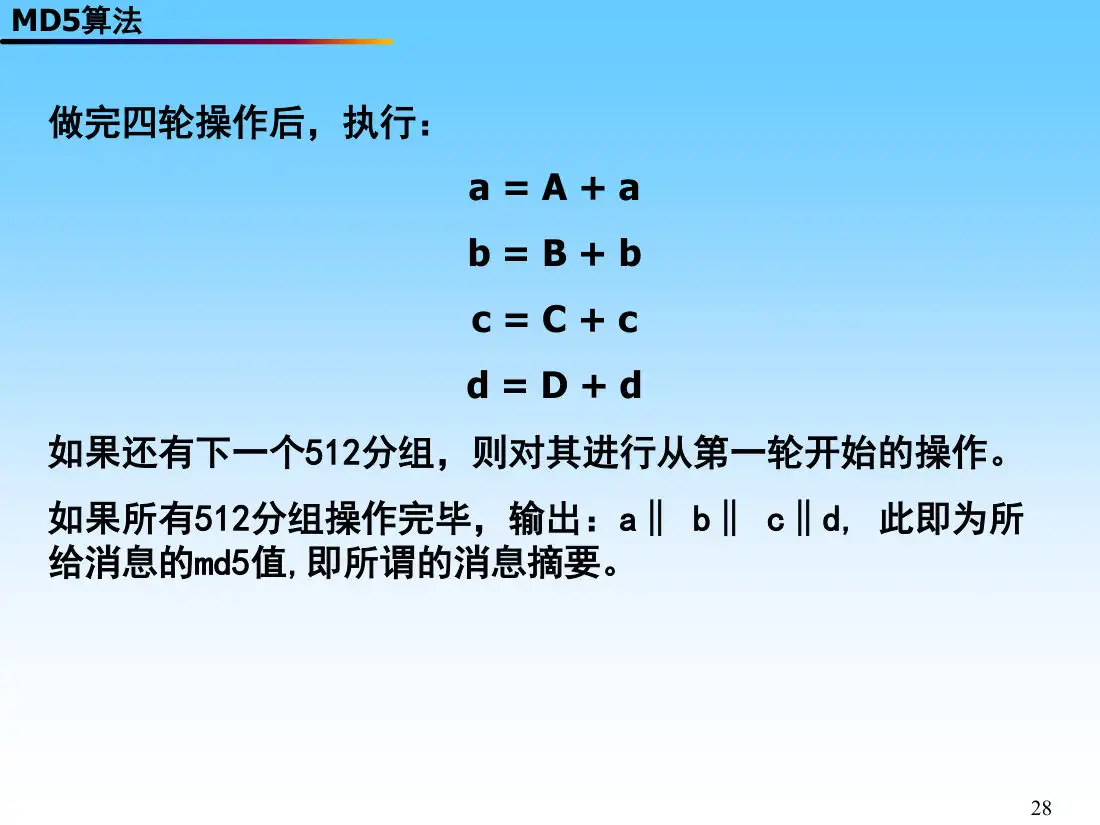 MD5算法
做完四轮操作后，执行：
a = A + a
b = B + b
c = C + c
d = D + d
如果还有下一个512分组，则对其进行从第一轮开始的操作。
如果所有512分组操作完毕，输出：a‖ b‖ c‖d, 此即为所
给消息的md5值,即所谓的消息摘要。
28